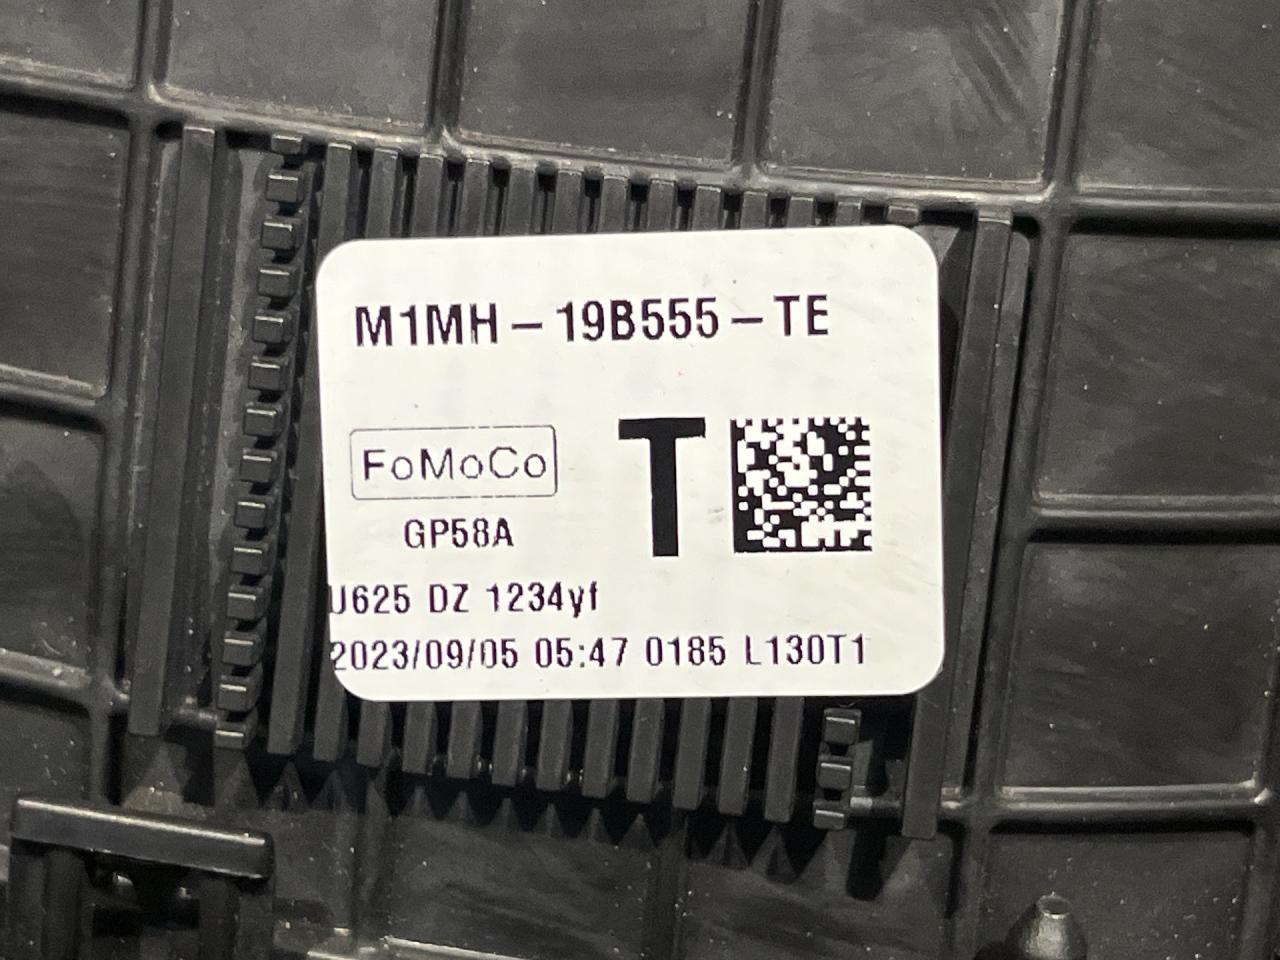 M1MH-19B555-TE
FoMoCo T
GP58A
U625 DZ 1234yf
2023/09/05 05:47 0185 L130T1